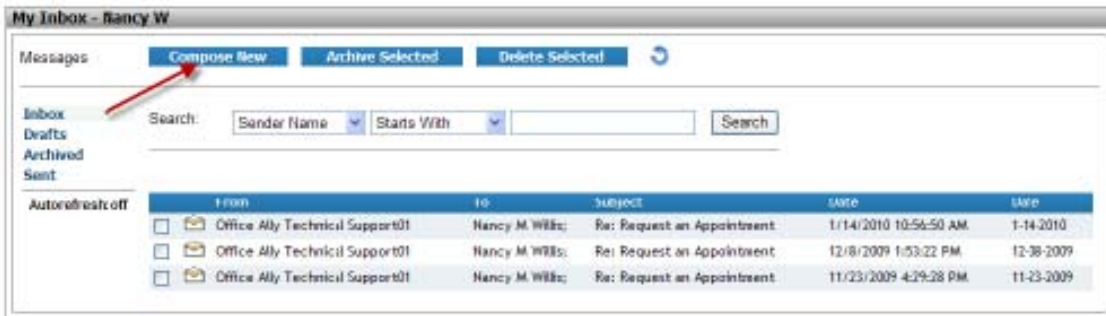 My Inbox - Nancy W
Messages Compose New Archive Selected Delete Selected
Inbox
Search: Sender Name Starts With Search
Drafts
Archived
Sent
Autorefresh: off
From To Subject Date Date
Office Ally Technical Support01 Nancy M Willis; Re: Request an Appointment 1/14/2010 10:56:50 AM 1-14-2010
Office Ally Technical Support01 Nancy M Willis; Re: Request an Appointment 12/8/2009 1:53:22 PM
Office Ally Technical Support01 Nancy M Willis; Re: Request an Appointment 11/23/2009 4:29:28 PM 11-23-2009